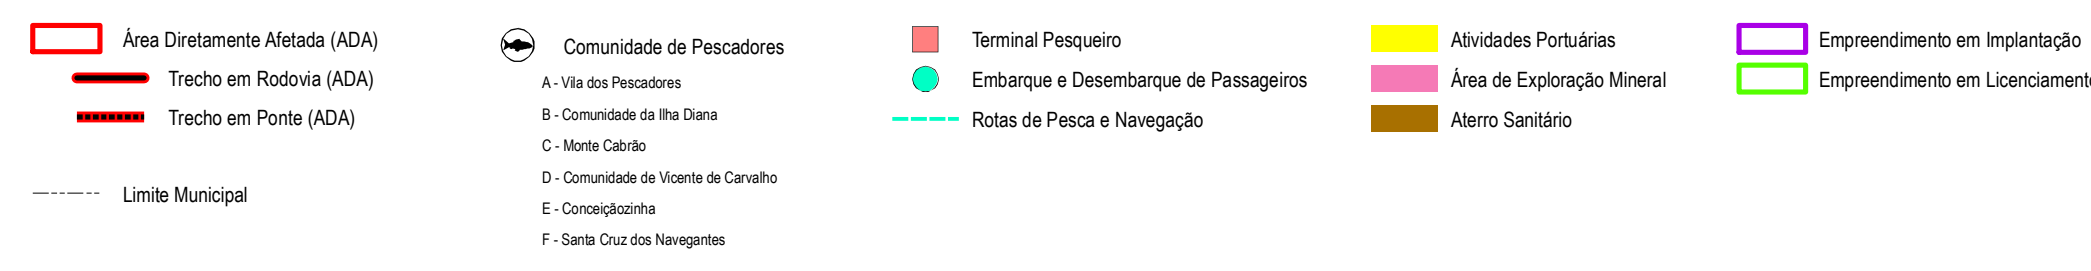 Área Diretamente Afetada (ADA)
Trecho em Rodovia (ADA)
Trecho em Ponte (ADA)
Limite Municipal
Comunidade de Pescadores
A - Vila dos Pescadores
B - Comunidade da Ilha Diana
C - Monte Cabrão
D - Comunidade de Vicente de Carvalho
E - Conceiçãozinha
F - Santa Cruz dos Navegantes
Terminal Pesqueiro
Embarque e Desembarque de Passageiros
Rotas de Pesca e Navegação
Atividades Portuárias
Área de Exploração Mineral
Aterro Sanitário
Empreendimento em Implantação
Empreendimento em Licenciament